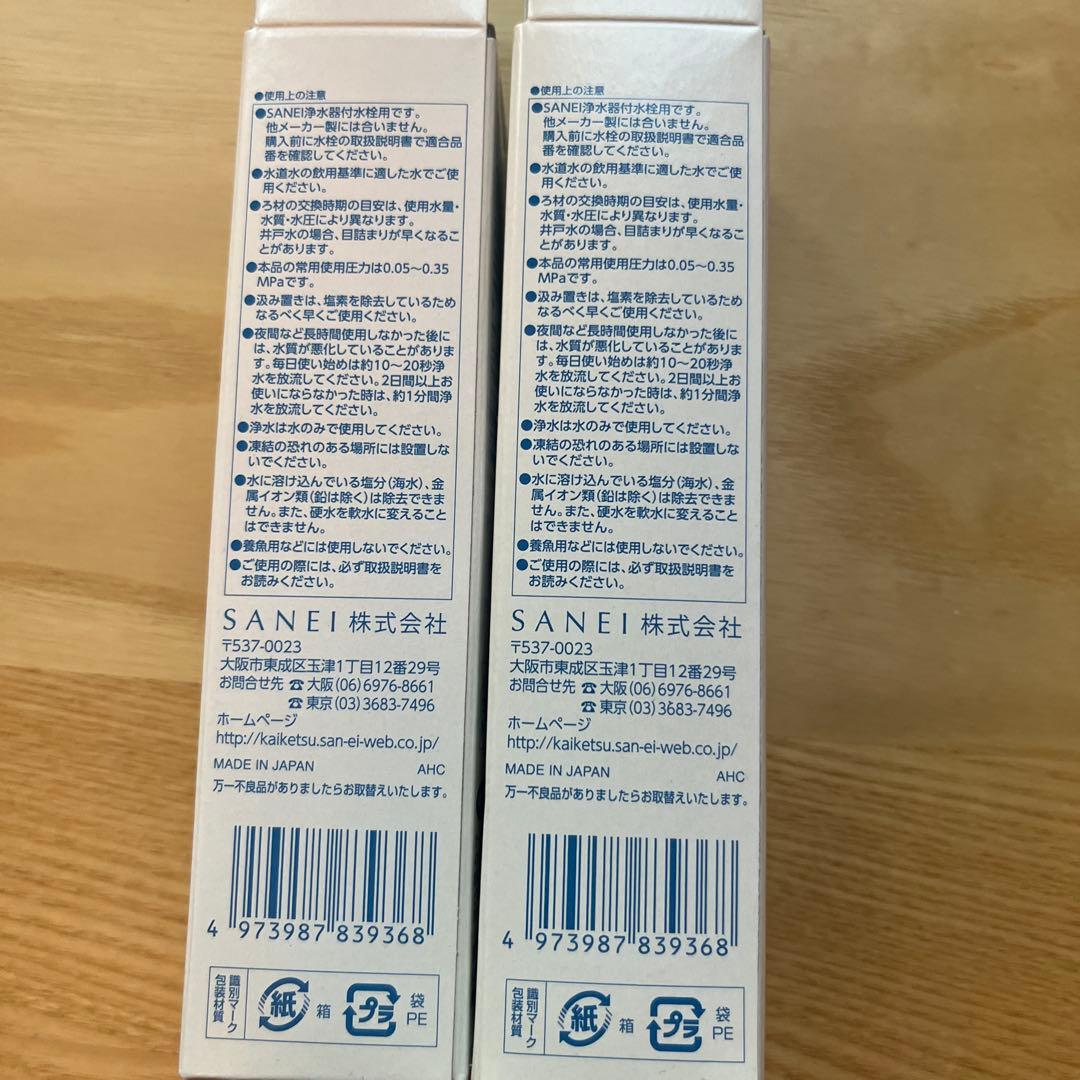 ●使用上の注意
●SANEI浄水器付水栓用です。
他メーカー製には合いません。
購入前に水栓の取扱説明書で適合品
番を確認してください。
●水道水の飲用基準に適した水でご使
用ください。
●ろ材の交換時期の目安は、使用水量・
水質・水圧により異なります。
井戸水の場合、目詰まりが早くなるこ
とがあります。
●本品の常用使用圧力は0.05〜0.35
MPaです。
●汲み置きは、塩素を除去しているため
なるべく早くご使用ください。
●夜間など長時間使用しなかった後に
は、水質が悪化していることがありま
す。毎日使い始めは約10〜20秒浄
水を放流してください。2日間以上お
使いにならなかった時は、約1分間浄
水を放流してください。
●浄水は水のみで使用してください。
●凍結の恐れのある場所には設置しな
いでください。
●水に溶け込んでいる塩分（海水）、金
属イオン類（鉛は除く）は除去できま
せん。また、硬水を軟水に変えること
はできません。
●養魚用などには使用しないでください。
●ご使用の際には、必ず取扱説明書を
お読みください。
SANEI 株式会社
〒537-0023
大阪市東成区玉津1丁目12番29号
お問合せ先 ☎ 大阪(06)6976-8661
☎ 東京(03)3683-7496
ホームページ
http://kaiketsu.san-ei-web.co.jp/
MADE IN JAPAN AHC
万一不良品がありましたらお取替えいたします。
4 973987 839368
識別マーク
包装材質
紙 箱
プラ 袋
PE
●使用上の注意
●SANEI浄水器付水栓用です。
他メーカー製には合いません。
購入前に水栓の取扱説明書で適合品
番を確認してください。
●水道水の飲用基準に適した水でご使
用ください。
●ろ材の交換時期の目安は、使用水量・
水質・水圧により異なります。
井戸水の場合、目詰まりが早くなるこ
とがあります。
●本品の常用使用圧力は0.05〜0.35
MPaです。
●汲み置きは、塩素を除去しているため
なるべく早くご使用ください。
●夜間など長時間使用しなかった後に
は、水質が悪化していることがありま
す。毎日使い始めは約10〜20秒浄
水を放流してください。2日間以上お
使いにならなかった時は、約1分間浄
水を放流してください。
●浄水は水のみで使用してください。
●凍結の恐れのある場所には設置しな
いでください。
●水に溶け込んでいる塩分（海水）、金
属イオン類（鉛は除く）は除去できま
せん。また、硬水を軟水に変えること
はできません。
●養魚用などには使用しないでください。
●ご使用の際には、必ず取扱説明書を
お読みください。
SANEI 株式会社
〒537-0023
大阪市東成区玉津1丁目12番29号
お問合せ先 ☎ 大阪(06)6976-8661
☎ 東京(03)3683-7496
ホームページ
http://kaiketsu.san-ei-web.co.jp/
MADE IN JAPAN AHC
万一不良品がありましたらお取替えいたします。
4 973987 839368
識別マーク
包装材質
紙 箱
プラ 袋
PE